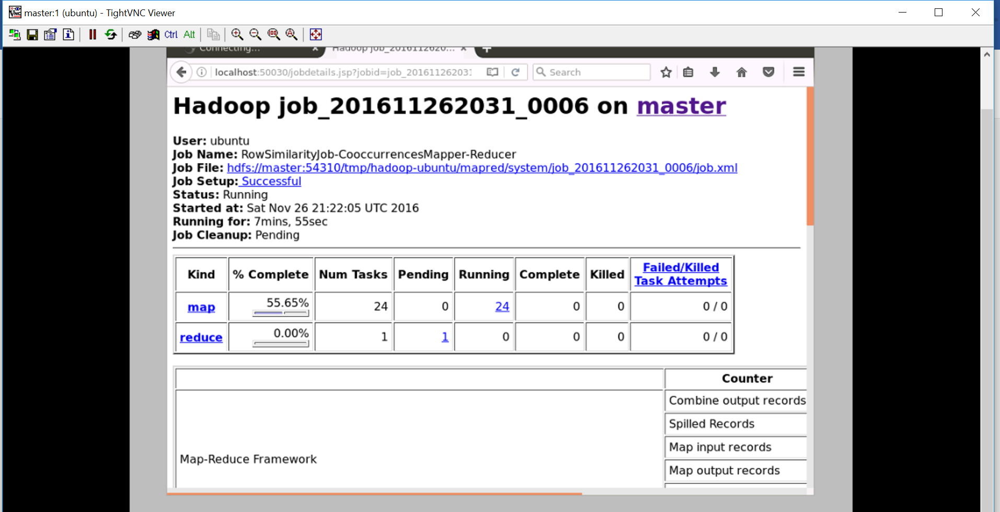 master:1 (ubuntu) - TightVNC Viewer
Ctrl Alt
Connecting... Hadoop job_2016112620...
localhost:50030/jobdetails.jsp?jobid=job_201611262031 Search
Hadoop job_201611262031_0006 on master
User: ubuntu
Job Name: RowSimilarityJob-CooccurrencesMapper-Reducer
Job File: hdfs://master:54310/tmp/hadoop-ubuntu/mapred/system/job_201611262031_0006/job.xml
Job Setup: Successful
Status: Running
Started at: Sat Nov 26 21:22:05 UTC 2016
Running for: 7mins, 55sec
Job Cleanup: Pending
Kind % Complete Num Tasks Pending Running Complete Killed Failed/Killed
Task Attempts
map 55.65% 24 0 24 0 0 0 / 0
reduce 0.00% 1 1 0 0 0 0 / 0
Counter
Combine output records
Spilled Records
Map input records
Map-Reduce Framework
Map output records